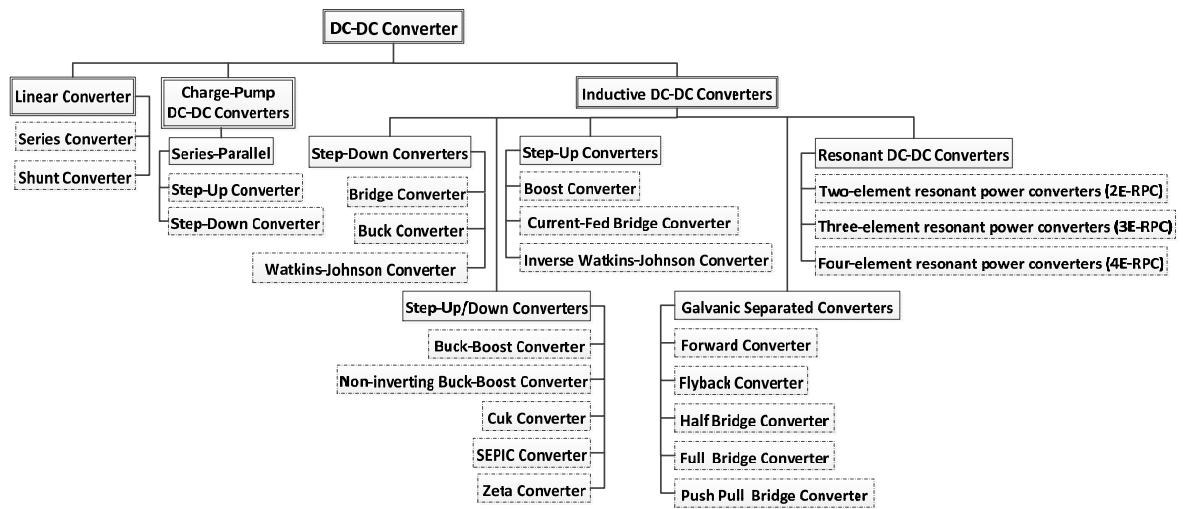 DC-DC Converter
Linear Converter
Series Converter
Shunt Converter
Charge-Pump
DC-DC Converters
Series-Parallel
Step-Up Converter
Step-Down Converter
Inductive DC-DC Converters
Step-Down Converters
Bridge Converter
Buck Converter
Watkins-Johnson Converter
Step-Up Converters
Boost Converter
Current-Fed Bridge Converter
Inverse Watkins-Johnson Converter
Resonant DC-DC Converters
Two-element resonant power converters (2E-RPC)
Three-element resonant power converters (3E-RPC)
Four-element resonant power converters (4E-RPC)
Step-Up/Down Converters
Buck-Boost Converter
Non-inverting Buck-Boost Converter
Cuk Converter
SEPIC Converter
Zeta Converter
Galvanic Separated Converters
Forward Converter
Flyback Converter
Half Bridge Converter
Full Bridge Converter
Push Pull Bridge Converter